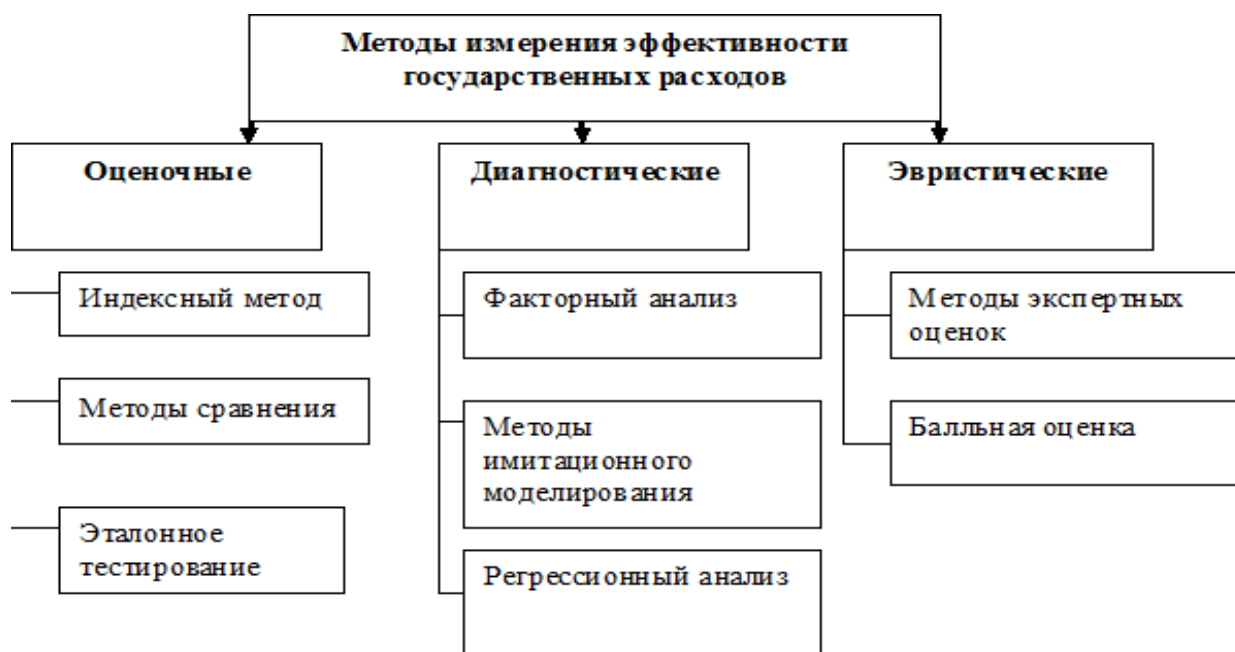 Методы измерения эффективности
государственных расходов
Оценочные
Диагностические
Эвристические
Индексный метод
Методы сравнения
Эталонное
тестирование
Факторный анализ
Методы
имитационного
моделирования
Регрессионный анализ
Методы экспертных
оценок
Балльная оценка